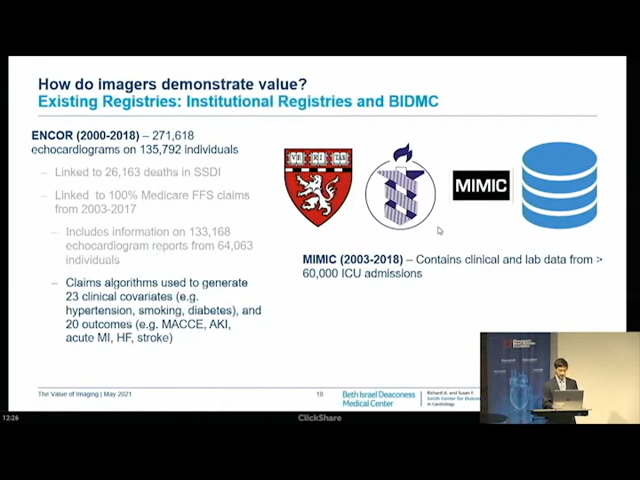 How do imagers demonstrate value?
Existing Registries: Institutional Registries and BIDMC
ENCOR (2000-2018) – 271,618
echocardiograms on 135,792 individuals
– Linked to 26,163 deaths in SSDI
– Linked to 100% Medicare FFS claims
from 2003-2017
– Includes information on 133,168
echocardiogram reports from 64,063
individuals
– Claims algorithms used to generate
23 clinical covariates (e.g.
hypertension, smoking, diabetes), and
20 outcomes (e.g. MACCE, AKI,
acute MI, HF, stroke)
VE RI TAS
MIMIC
MIMIC (2003-2018) – Contains clinical and lab data from >
60,000 ICU admissions
The Value of Imaging | May 2021
18
Beth Israel Deaconess
Medical Center
Richard A. and Susan F.
Smith Center for
in Cardiology
12:26
ClickShare